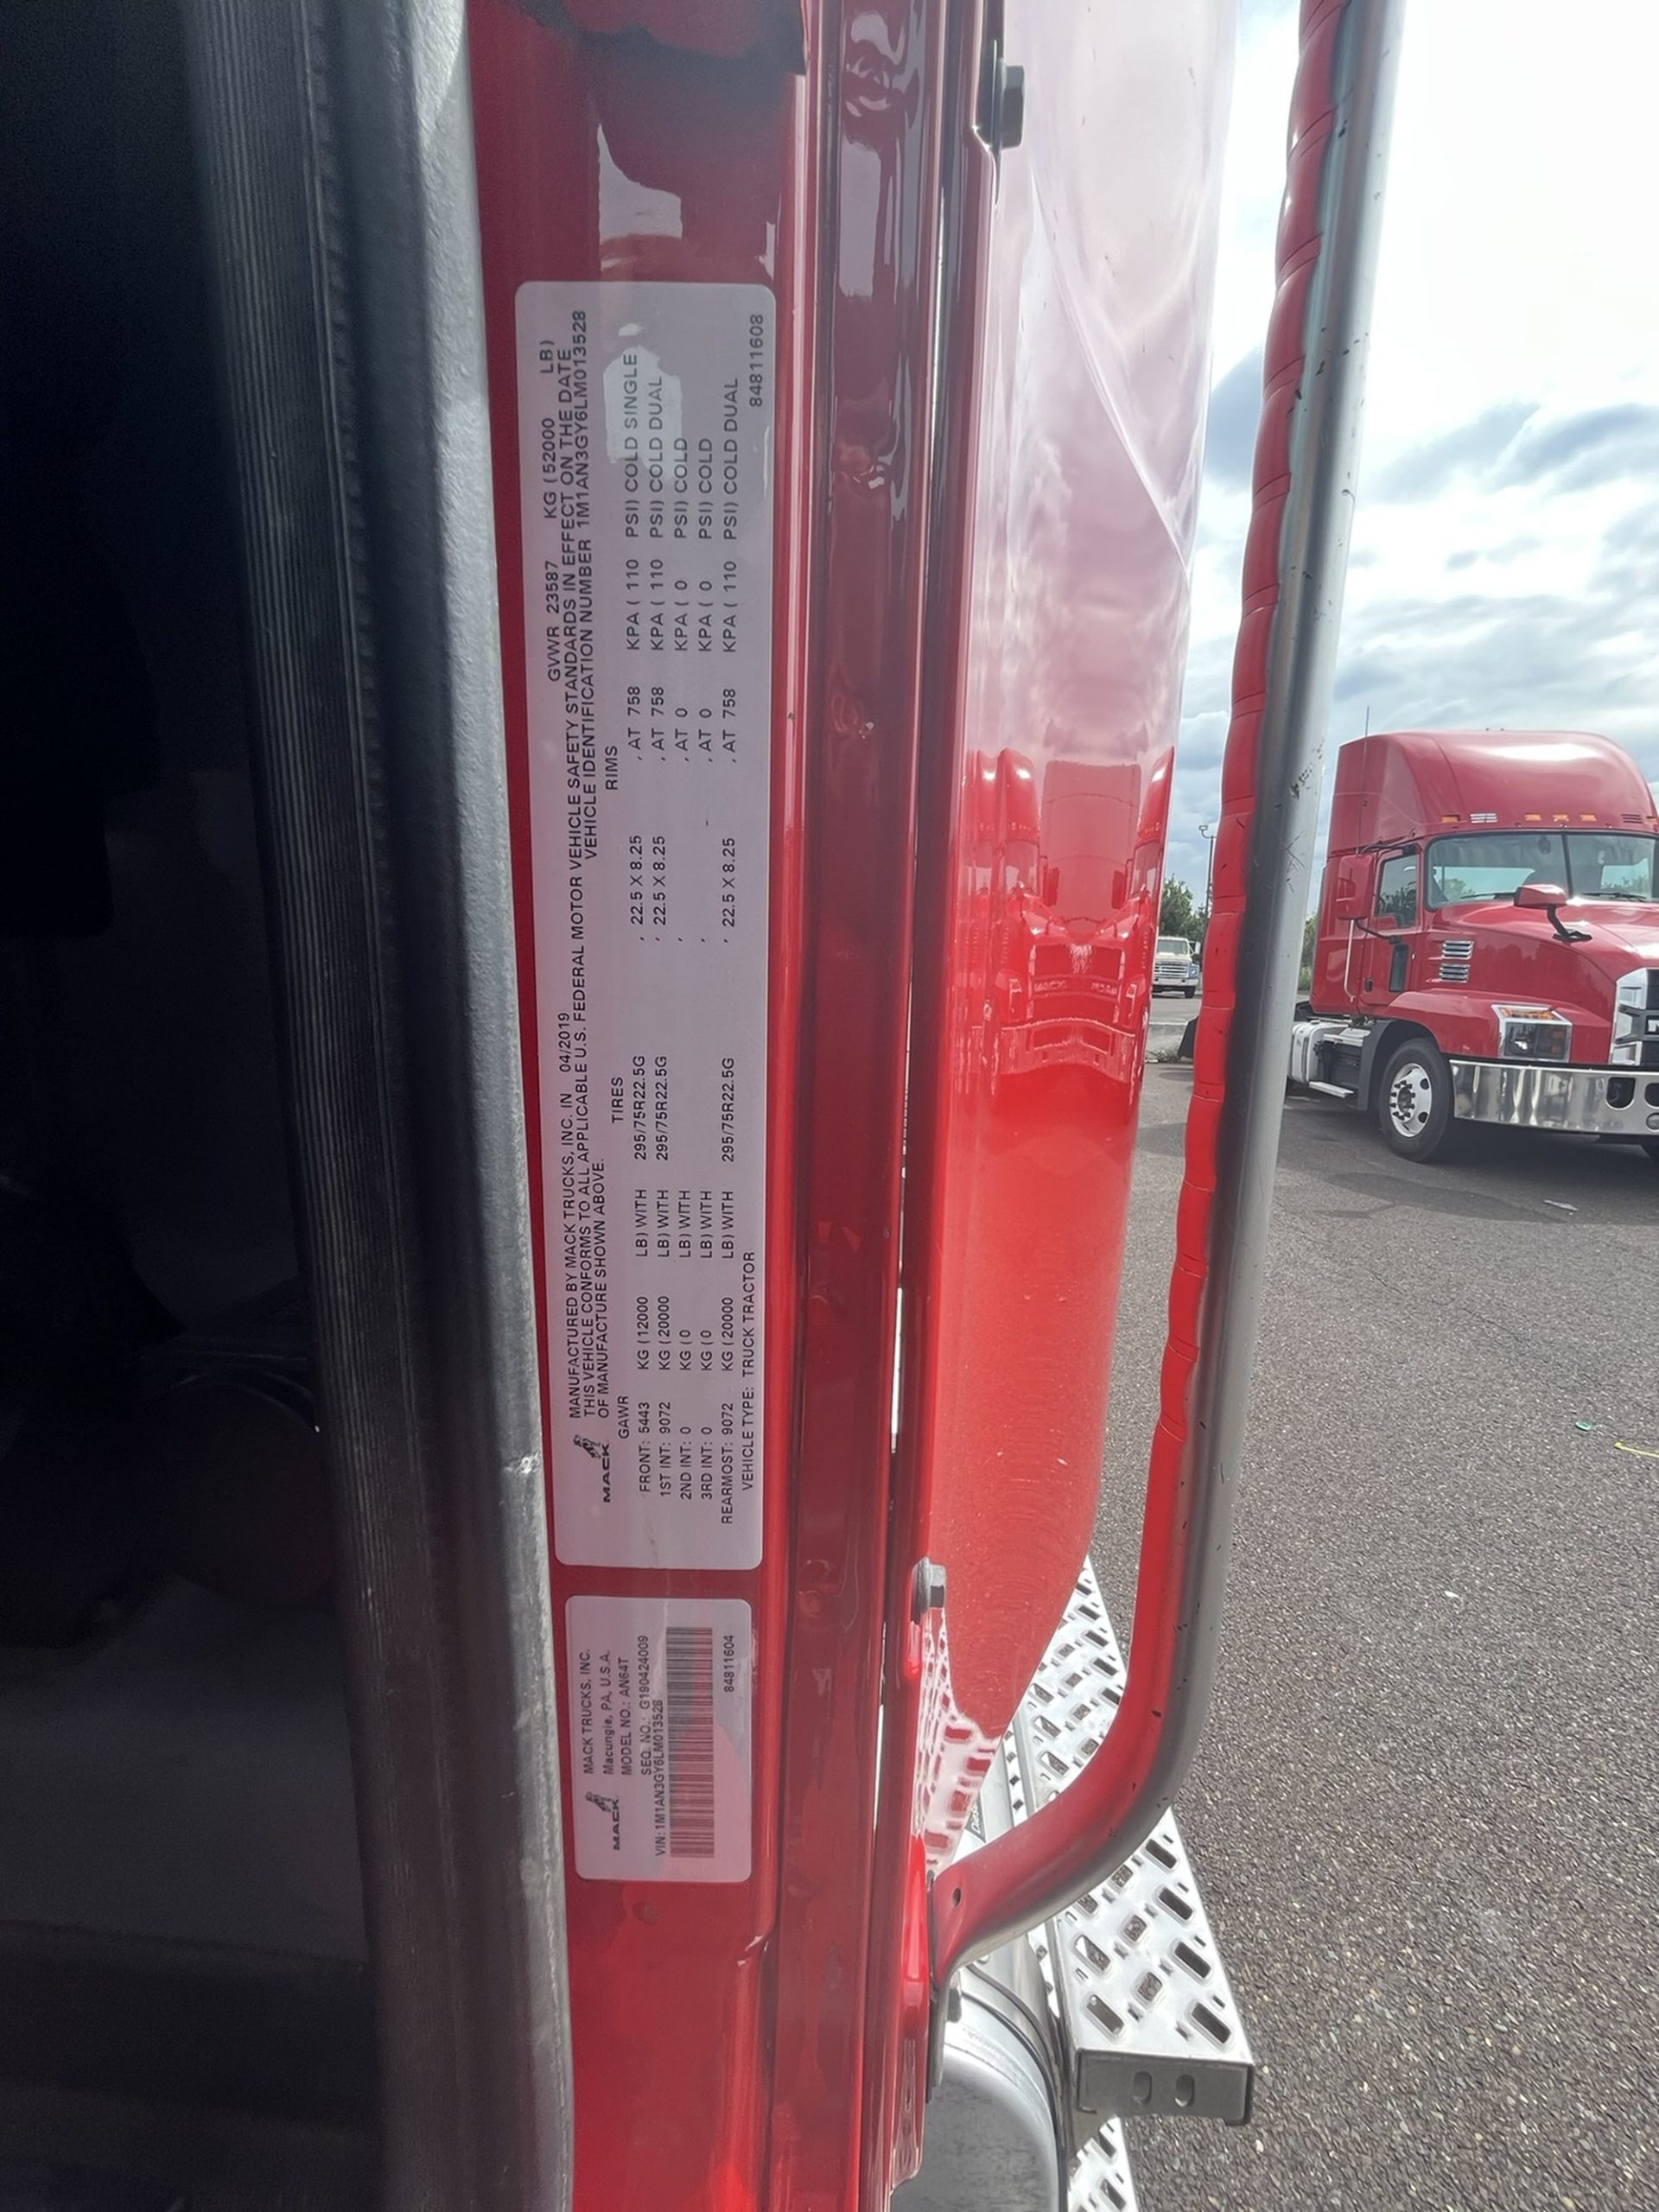 GVWR 23587 KG (52000 LB)
MANUFACTURED BY MACK TRUCKS, INC. IN 04/2019
THIS VEHICLE CONFORMS TO ALL APPLICABLE U.S. FEDERAL MOTOR VEHICLE SAFETY STANDARDS IN EFFECT ON THE DATE
OF MANUFACTURE SHOWN ABOVE. VEHICLE IDENTIFICATION NUMBER 1M1AN3GY6LM013528
MACK
GAWR TIRES RIMS
FRONT: 5443 KG (12000 LB) WITH 295/75R22.5G , 22.5 X 8.25 , AT 758 KPA ( 110 PSI) COLD SINGLE
1ST INT: 9072 KG (20000 LB) WITH 295/75R22.5G , 22.5 X 8.25 , AT 758 KPA ( 110 PSI) COLD DUAL
2ND INT: 0 KG (0 LB) WITH , , AT 0 KPA ( 0 PSI) COLD
3RD INT: 0 KG (0 LB) WITH , , AT 0 KPA ( 0 PSI) COLD
REARMOST: 9072 KG (20000 LB) WITH 295/75R22.5G , 22.5 X 8.25 , AT 758 KPA ( 110 PSI) COLD DUAL
VEHICLE TYPE: TRUCK TRACTOR
84811608
MACK TRUCKS, INC.
Macungie, PA, U.S.A.
MACK
MODEL NO.: AN64T
SEQ. NO.: G190424009
VIN: 1M1AN3GY6LM013528
84811604